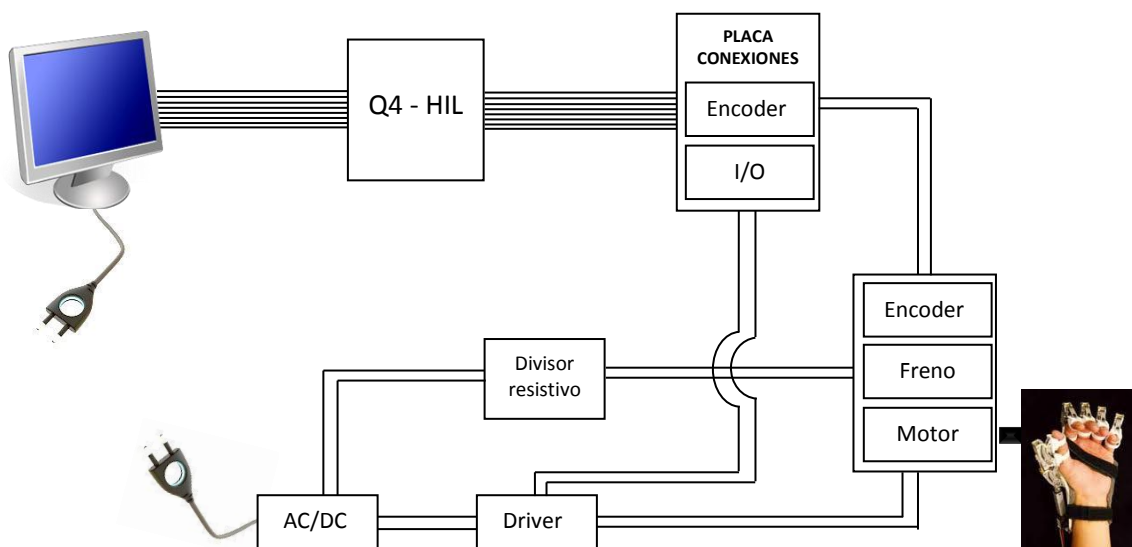 PLACA
CONEXIONES
Q4 - HIL
Encoder
I/O
Encoder
Divisor
resistivo
Freno
Motor
AC/DC
Driver